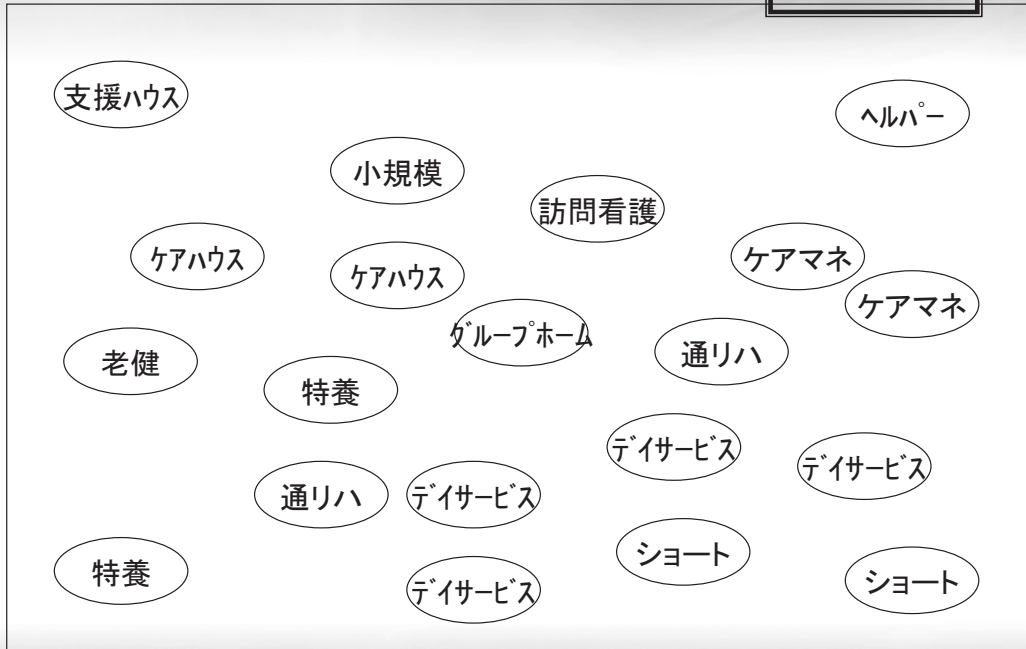 支援ハウス
ヘルパー
小規模
訪問看護
ケアハウス
ケアハウス
ケアマネ
ケアマネ
グループホーム
老健
通リハ
特養
デイサービス
デイサービス
通リハ
デイサービス
ショート
特養
デイサービス
ショート